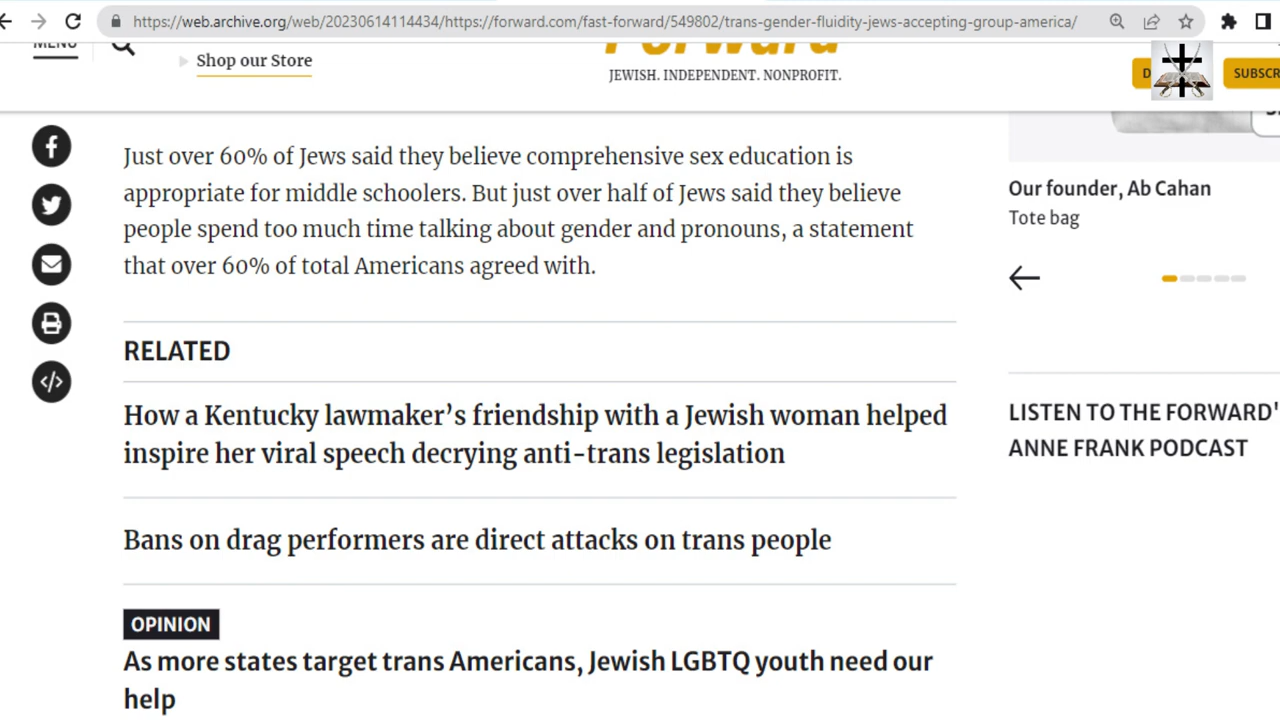 https://web.archive.org/web/20230614114434/https://forward.com/fast-forward/549802/trans-gender-fluidity-jews-accepting-group-america/
MENU
Shop our Store
Forward
JEWISH. INDEPENDENT. NONPROFIT.
D
SUBSCR
Just over 60% of Jews said they believe comprehensive sex education is
appropriate for middle schoolers. But just over half of Jews said they believe
people spend too much time talking about gender and pronouns, a statement
that over 60% of total Americans agreed with.
RELATED
How a Kentucky lawmaker’s friendship with a Jewish woman helped
inspire her viral speech decrying anti-trans legislation
Bans on drag performers are direct attacks on trans people
OPINION
As more states target trans Americans, Jewish LGBTQ youth need our
help
Our founder, Ab Cahan
Tote bag
LISTEN TO THE FORWARD'
ANNE FRANK PODCAST